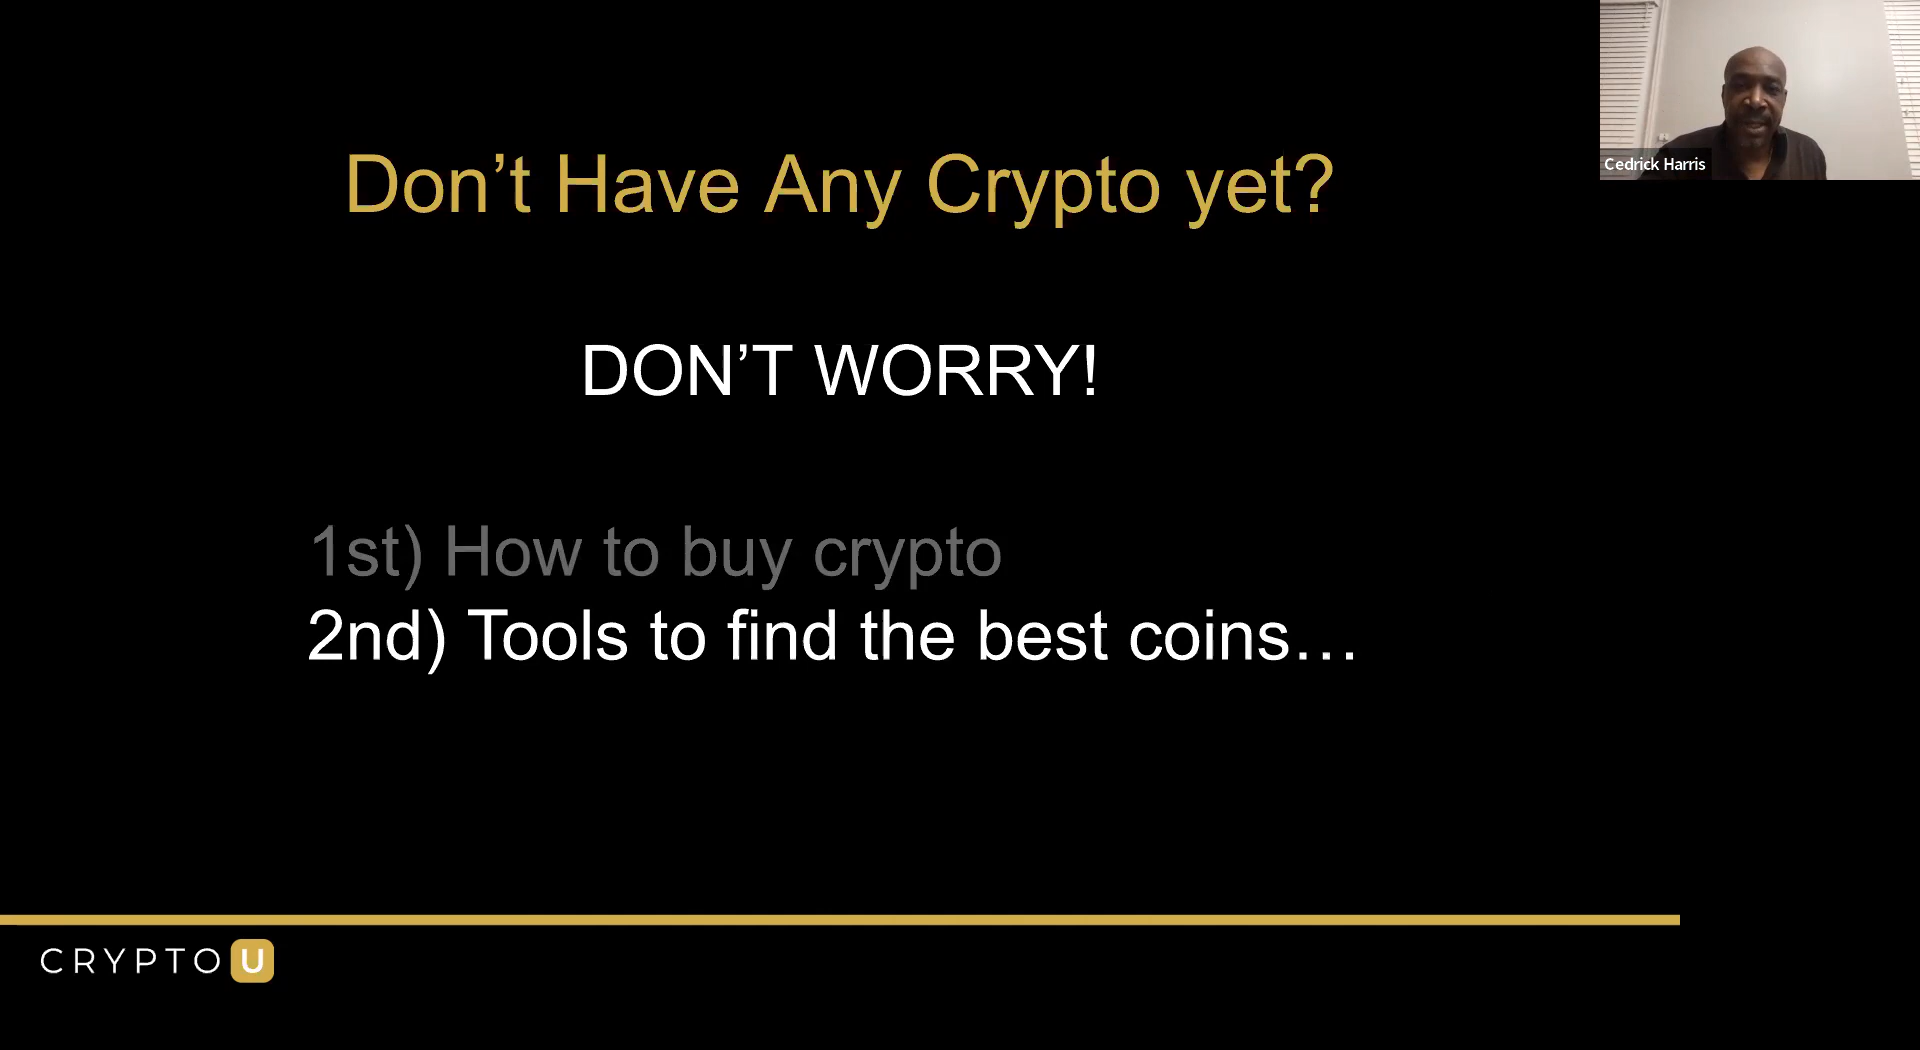 Don’t Have Any Crypto yet?
DON’T WORRY!
1st) How to buy crypto
2nd) Tools to find the best coins…
Cedrick Harris
CRYPTO U